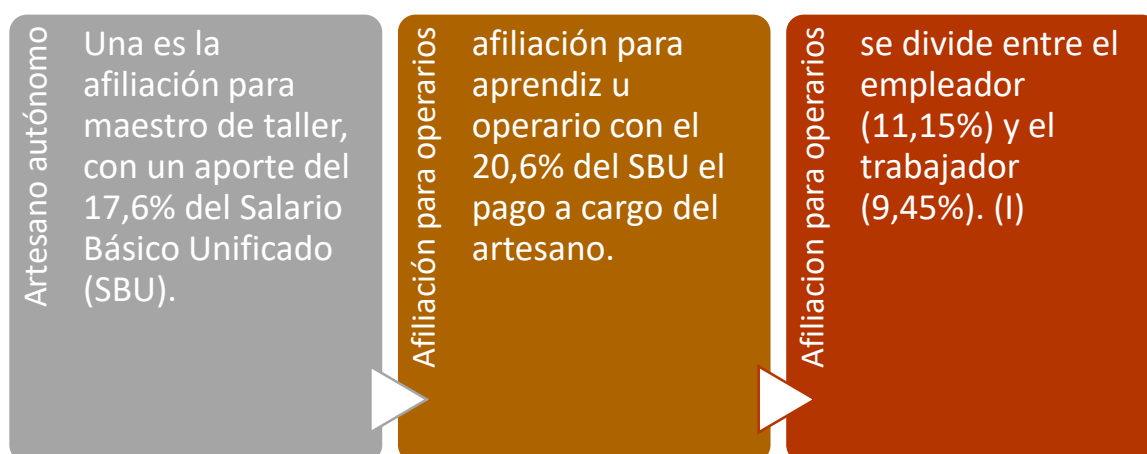 Artesano autónomo
Una es la
afiliación para
maestro de taller,
con un aporte del
17,6% del Salario
Básico Unificado
(SBU).
Afiliación para operarios
afiliación para
aprendiz u
operario con el
20,6% del SBU el
pago a cargo del
artesano.
Afiliacion para operarios
se divide entre el
empleador
(11,15%) y el
trabajador
(9,45%). (I)